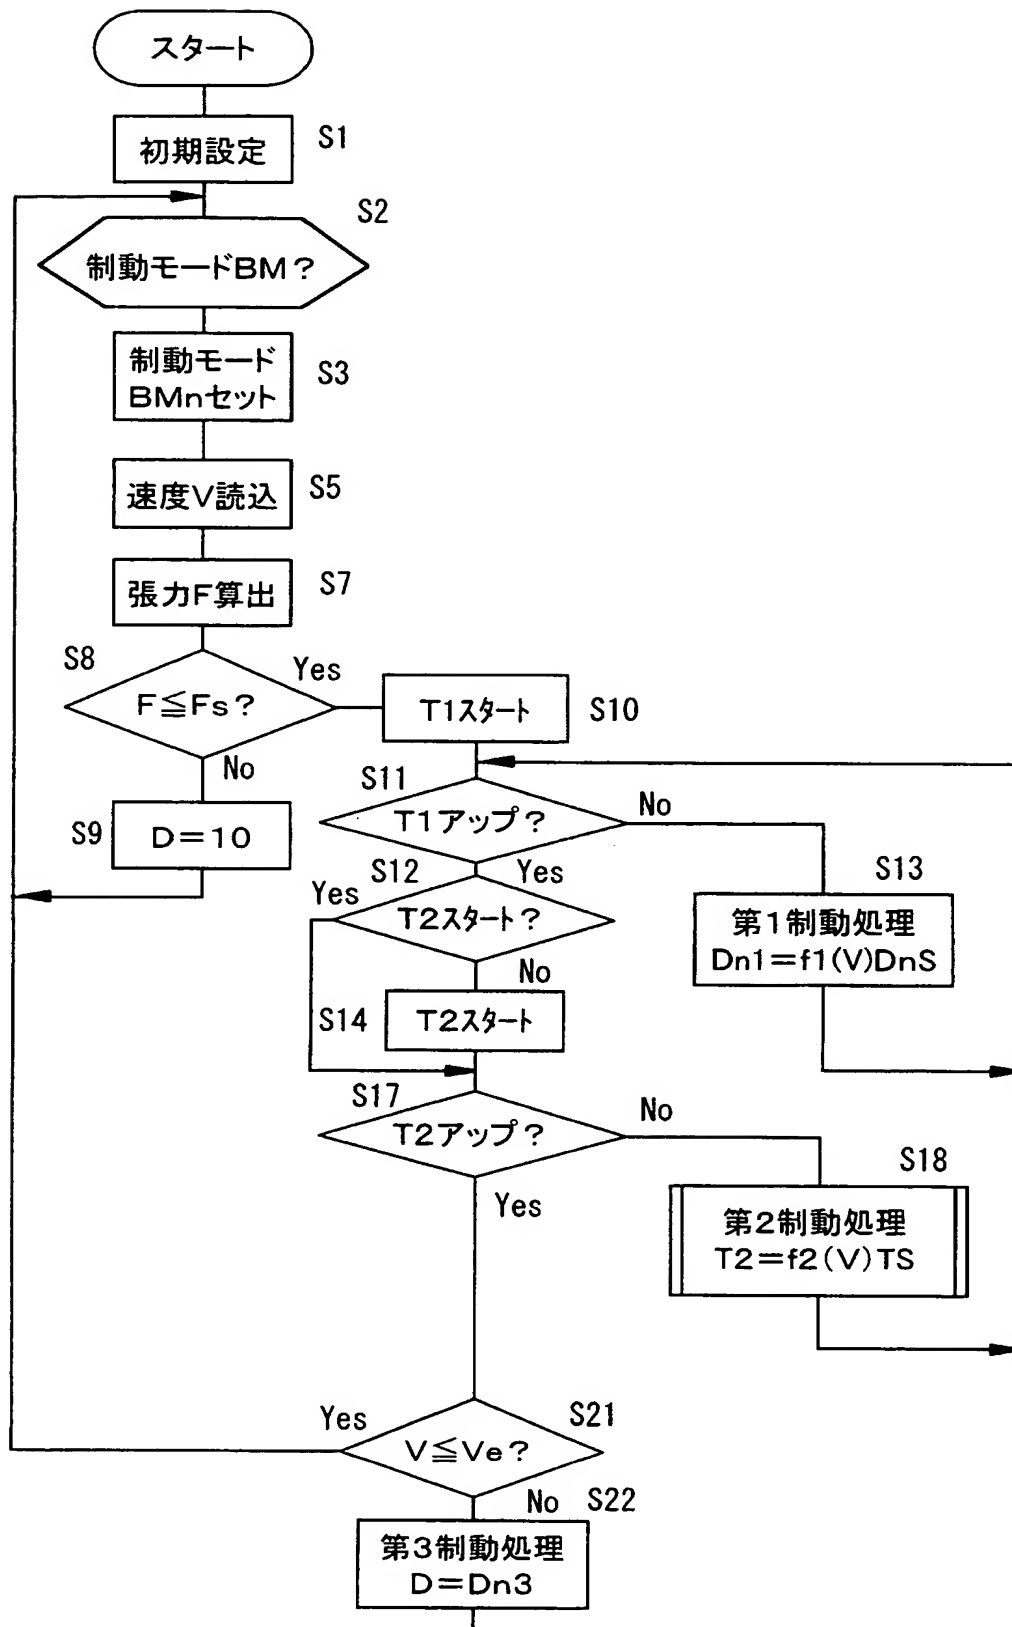 スタート
初期設定
S1
S2
制動モードBM?
制動モード
BMnセット
S3
速度V読込
S5
張力F算出
S7
S8
Yes
F≦Fs?
T1スタート
S10
No
S11
T1アップ?
No
S9
D=10
S12
Yes
Yes
S13
T2スタート?
第1制動処理
Dn1=f1(V)DnS
No
S14
T2スタート
S17
No
T2アップ?
S18
Yes
第2制動処理
T2=f2(V)TS
Yes
S21
V≦Ve?
No
S22
第3制動処理
D=Dn3